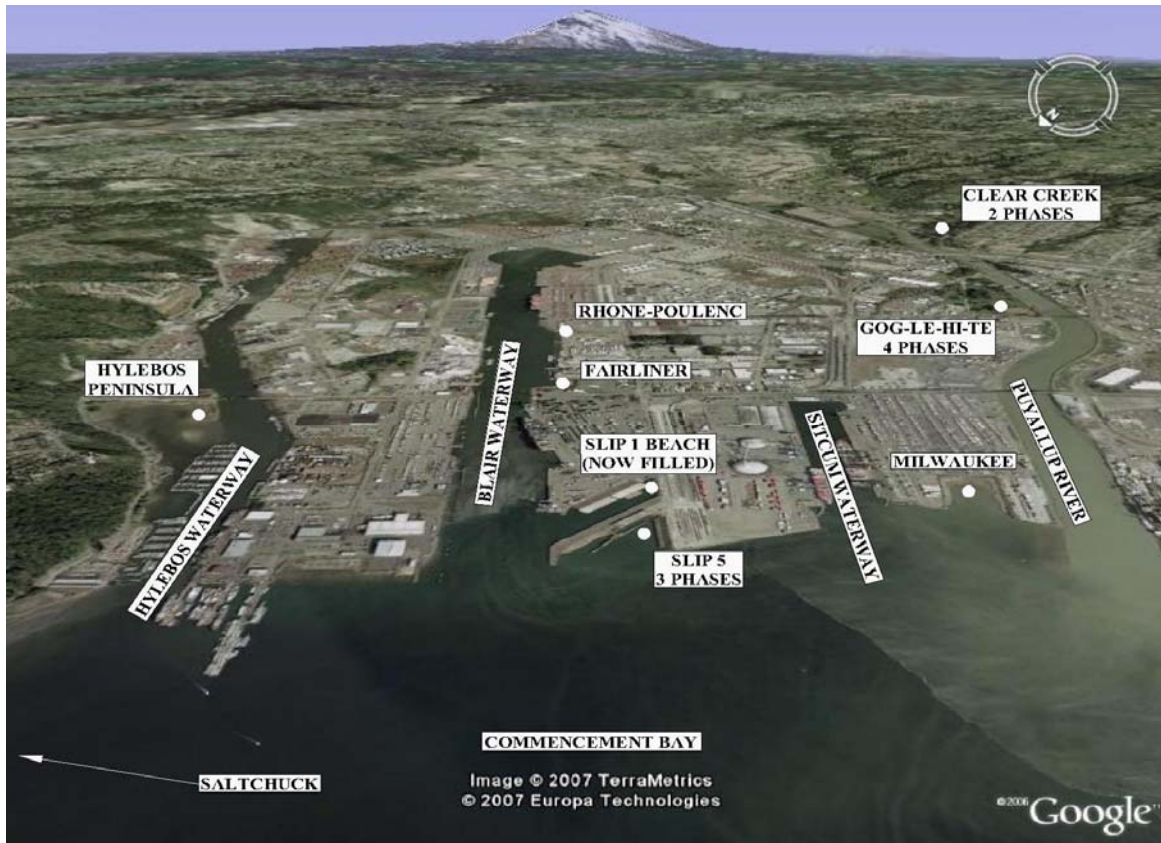 N
CLEAR CREEK
2 PHASES
RHONE-POULENC
GOG-LE-HI-TE
4 PHASES
HYLEBOS
PENINSULA
FAIRLINER
BLAIR WATERWAY
SLIP 1 BEACH
(NOW FILLED)
SITCUM WATERWAY
MILWAUKEE
PUYALLUP RIVER
HYLEBOS WATERWAY
SLIP 5
3 PHASES
COMMENCEMENT BAY
SALTCHUCK
Image © 2007 TerraMetrics
© 2007 Europa Technologies
©2006 Google